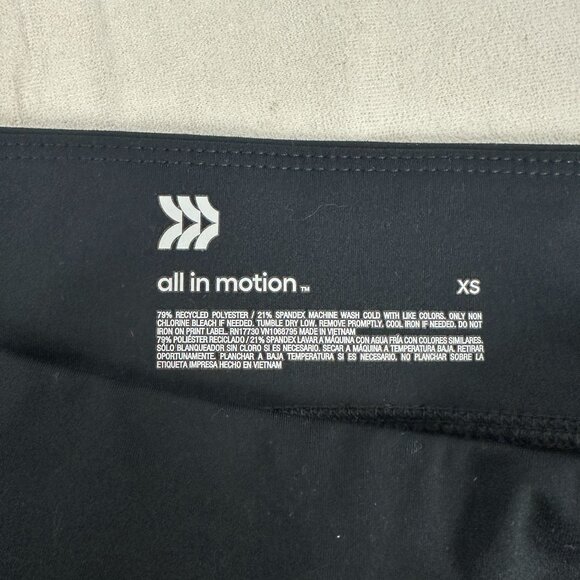 all in motion™
XS
79% RECYCLED POLYESTER / 21% SPANDEX MACHINE WASH COLD WITH LIKE COLORS. ONLY NON
CHLORINE BLEACH IF NEEDED. TUMBLE DRY LOW. REMOVE PROMPTLY. COOL IRON IF NEEDED. DO NOT
IRON ON PRINT LABEL. RN17730 VN1068795 MADE IN VIETNAM
79% POLIÉSTER RECICLADO / 21% SPANDEX LAVAR A MÁQUINA CON AGUA FRÍA CON COLORES SIMILARES.
SÓLO BLANQUEADOR SIN CLORO SI ES NECESARIO. SECAR A MÁQUINA A TEMPERATURA BAJA. RETIRAR
OPORTUNAMENTE. PLANCHAR A BAJA TEMPERATURA SI ES NECESARIO, NO PLANCHAR SOBRE LA
ETIQUETA IMPRESA HECHO EN VIETNAM